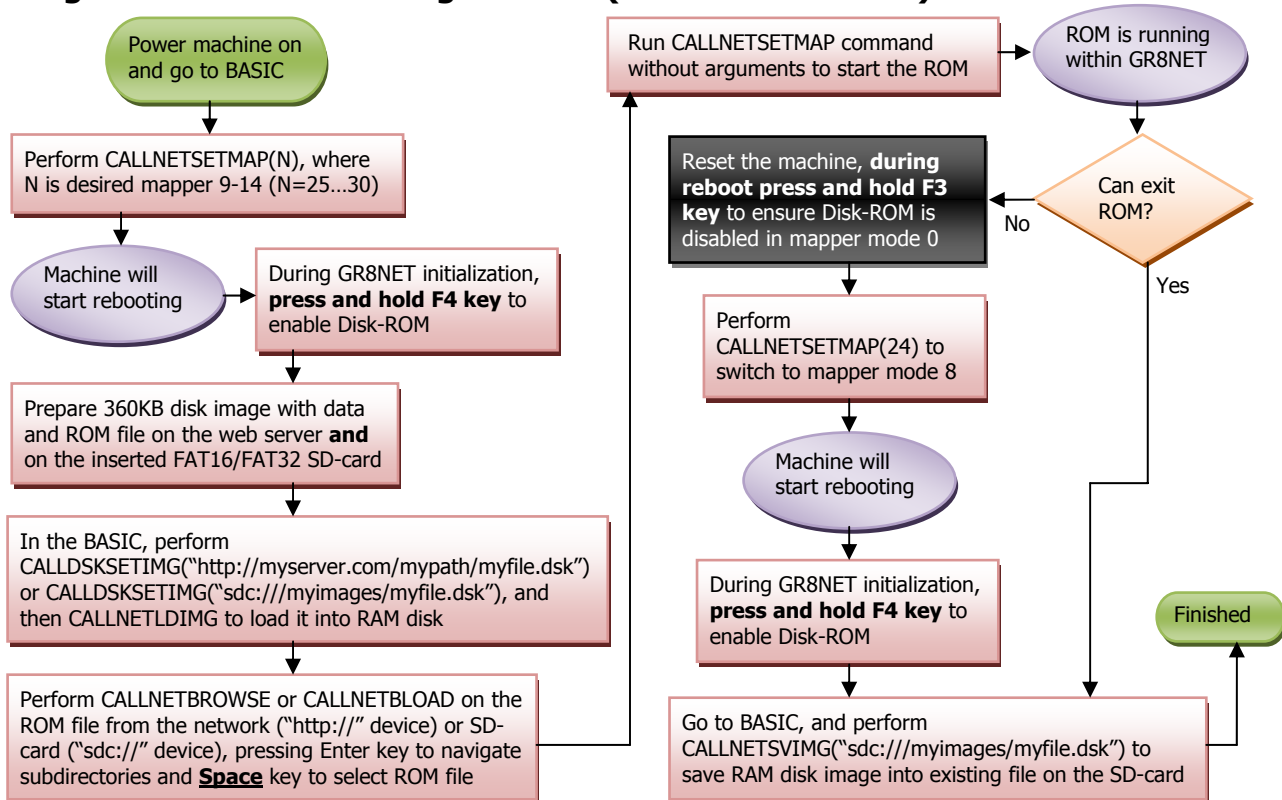 Power machine on
and go to BASIC
Perform CALLNETSETMAP(N), where
N is desired mapper 9-14 (N=25...30)
Machine will
start rebooting
During GR8NET initialization,
press and hold F4 key to
enable Disk-ROM
Prepare 360KB disk image with data
and ROM file on the web server and
on the inserted FAT16/FAT32 SD-card
In the BASIC, perform
CALLDSKSETIMG(“http://myserver.com/mypath/myfile.dsk”)
or CALLDSKSETIMG(“sdc:///myimages/myfile.dsk”), and
then CALLNETLDIMG to load it into RAM disk
Perform CALLNETBROWSE or CALLNETBLOAD on the
ROM file from the network (“http://” device) or SD-
card (“sdc://” device), pressing Enter key to navigate
subdirectories and Space key to select ROM file
Run CALLNETSETMAP command
without arguments to start the ROM
ROM is running
within GR8NET
Can exit
ROM?
No
Yes
Reset the machine, during
reboot press and hold F3
key to ensure Disk-ROM is
disabled in mapper mode 0
Perform
CALLNETSETMAP(24) to
switch to mapper mode 8
Machine will
start rebooting
During GR8NET initialization,
press and hold F4 key to
enable Disk-ROM
Go to BASIC, and perform
CALLNETSVIMG(“sdc:///myimages/myfile.dsk”) to
save RAM disk image into existing file on the SD-card
Finished